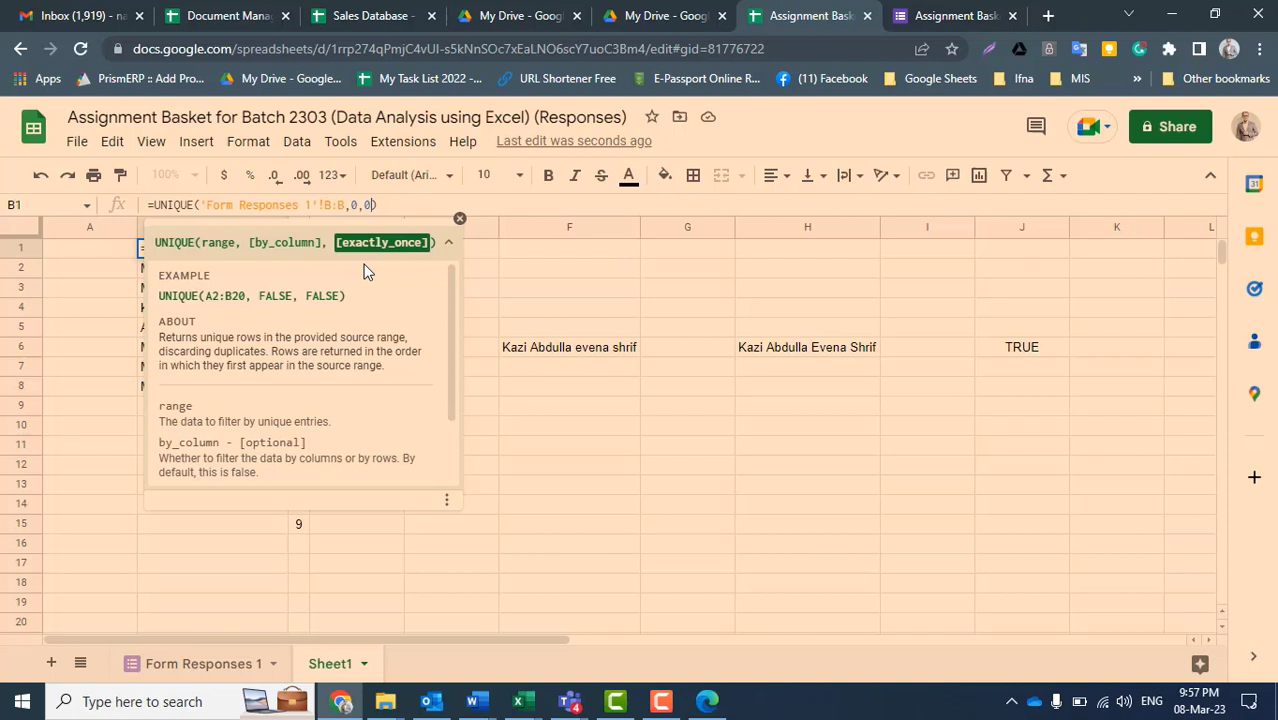 Inbox (1,919) - na
Document Mana
Sales Database -
My Drive - Googl
My Drive - Googl
Assignment Bask
Assignment Bask
docs.google.com/spreadsheets/d/1rrp274qPmjC4vUI-s5kNnSOc7xEaLNO6scY7uoC3Bm4/edit#gid=81776722
Apps
PrismERP :: Add Pro...
My Drive - Google...
My Task List 2022 -...
URL Shortener Free
E-Passport Online R...
(2) Facebook
Google Sheets
Ifna
MIS
»
Other bookmarks
Assignment Basket for Batch 2303 (Data Analysis using Excel) (Responses)
File Edit View Insert Format Data Tools Extensions Help Last edit was seconds ago
Share
100% $ % .0 .00 123 Default (Ari... 10 B I S A
B1 fx =UNIQUE('Form Responses 1'!B:B,0,0)
A F G H I J K L
UNIQUE(range, [by_column], [exactly_once])
EXAMPLE
UNIQUE(A2:B20, FALSE, FALSE)
ABOUT
Returns unique rows in the provided source range,
discarding duplicates. Rows are returned in the order
in which they first appear in the source range.
range
The data to filter by unique entries.
by_column - [optional]
Whether to filter the data by columns or by rows. By
default, this is false.
1 =
2 M
3 M
4 K
5 A
6 M Kazi Abdulla evena shrif Kazi Abdulla Evena Shrif TRUE
7 M
8 M
9
10
11
12
13
14
15 9
16
17
18
19
20
Form Responses 1
Sheet1
Type here to search
ENG
9:57 PM
08-Mar-23